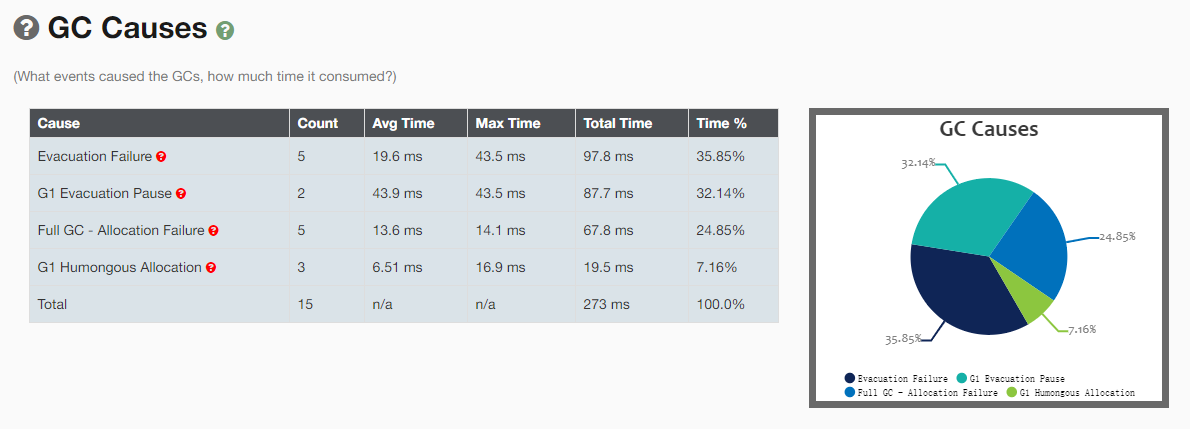 GC Causes
(What events caused the GCs, how much time it consumed?)
Cause Count Avg Time Max Time Total Time Time %
Evacuation Failure 5 19.6 ms 43.5 ms 97.8 ms 35.85%
G1 Evacuation Pause 2 43.9 ms 43.5 ms 87.7 ms 32.14%
Full GC - Allocation Failure 5 13.6 ms 14.1 ms 67.8 ms 24.85%
G1 Humongous Allocation 3 6.51 ms 16.9 ms 19.5 ms 7.16%
Total 15 n/a n/a 273 ms 100.0%
GC Causes
32.14%
24.85%
7.16%
35.85%
Evacuation Failure G1 Evacuation Pause
Full GC - Allocation Failure G1 Humongous Allocation